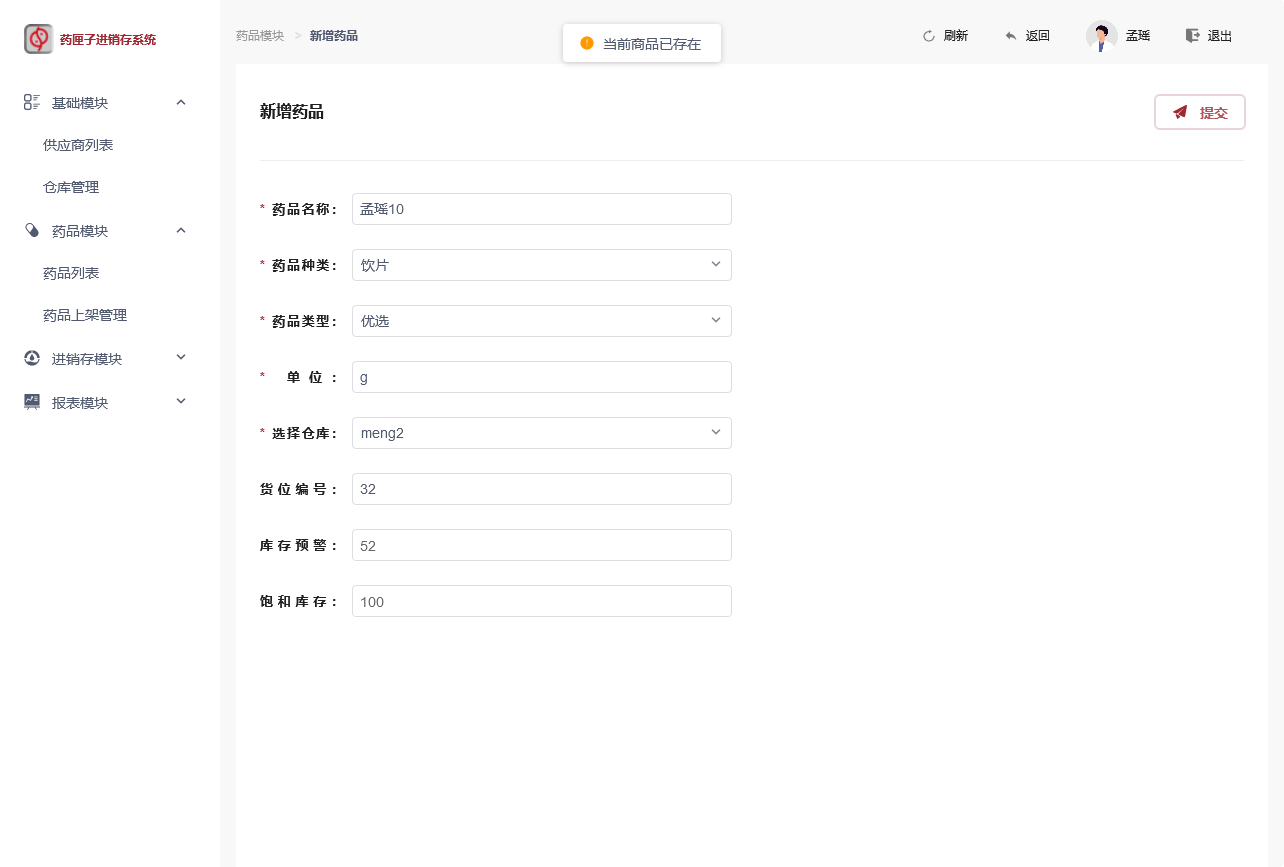 药匣子进销存系统
药品模块 > 新增药品
当前商品已存在
刷新
返回
孟瑶
退出
基础模块
供应商列表
仓库管理
药品模块
药品列表
药品上架管理
进销存模块
报表模块
新增药品
提交
* 药品名称: 孟瑶10
* 药品种类: 饮片
* 药品类型: 优选
* 单位: g
* 选择仓库: meng2
货位编号: 32
库存预警: 52
饱和库存: 100